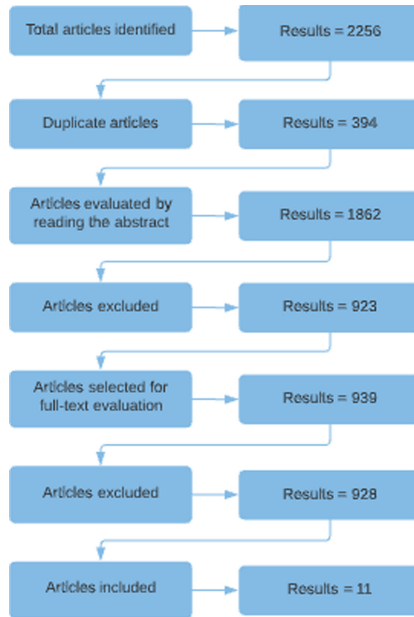 Total articles identified
Results = 2256
Duplicate articles
Results = 394
Articles evaluated by
reading the abstract
Results = 1862
Articles excluded
Results = 923
Articles selected for
full-text evaluation
Results = 939
Articles excluded
Results = 928
Articles included
Results = 11